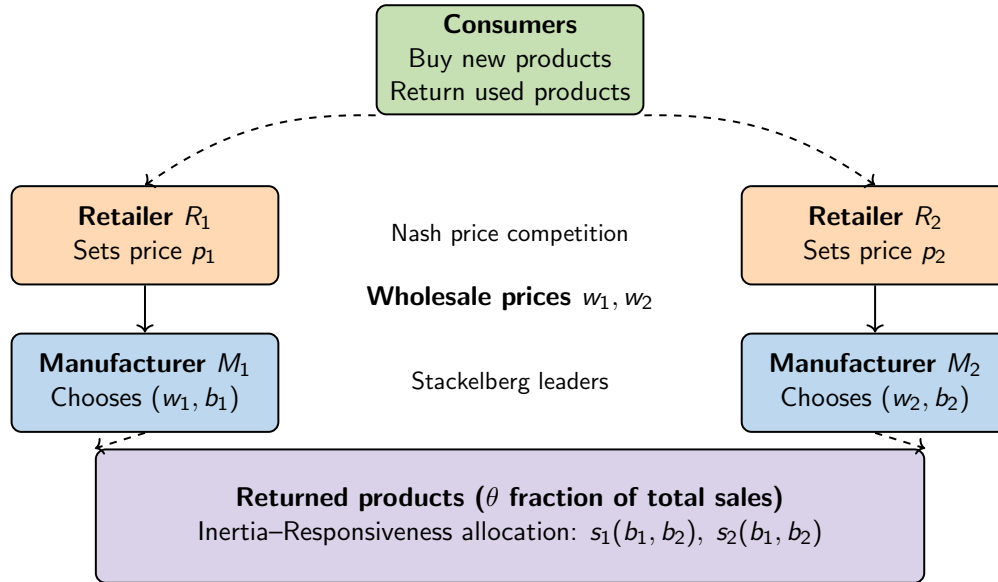 Consumers
Buy new products
Return used products
Retailer R₁
Sets price p₁
Nash price competition
Retailer R₂
Sets price p₂
Wholesale prices w₁, w₂
Manufacturer M₁
Chooses (w₁, b₁)
Stackelberg leaders
Manufacturer M₂
Chooses (w₂, b₂)
Returned products (θ fraction of total sales)
Inertia–Responsiveness allocation: s₁(b₁, b₂), s₂(b₁, b₂)